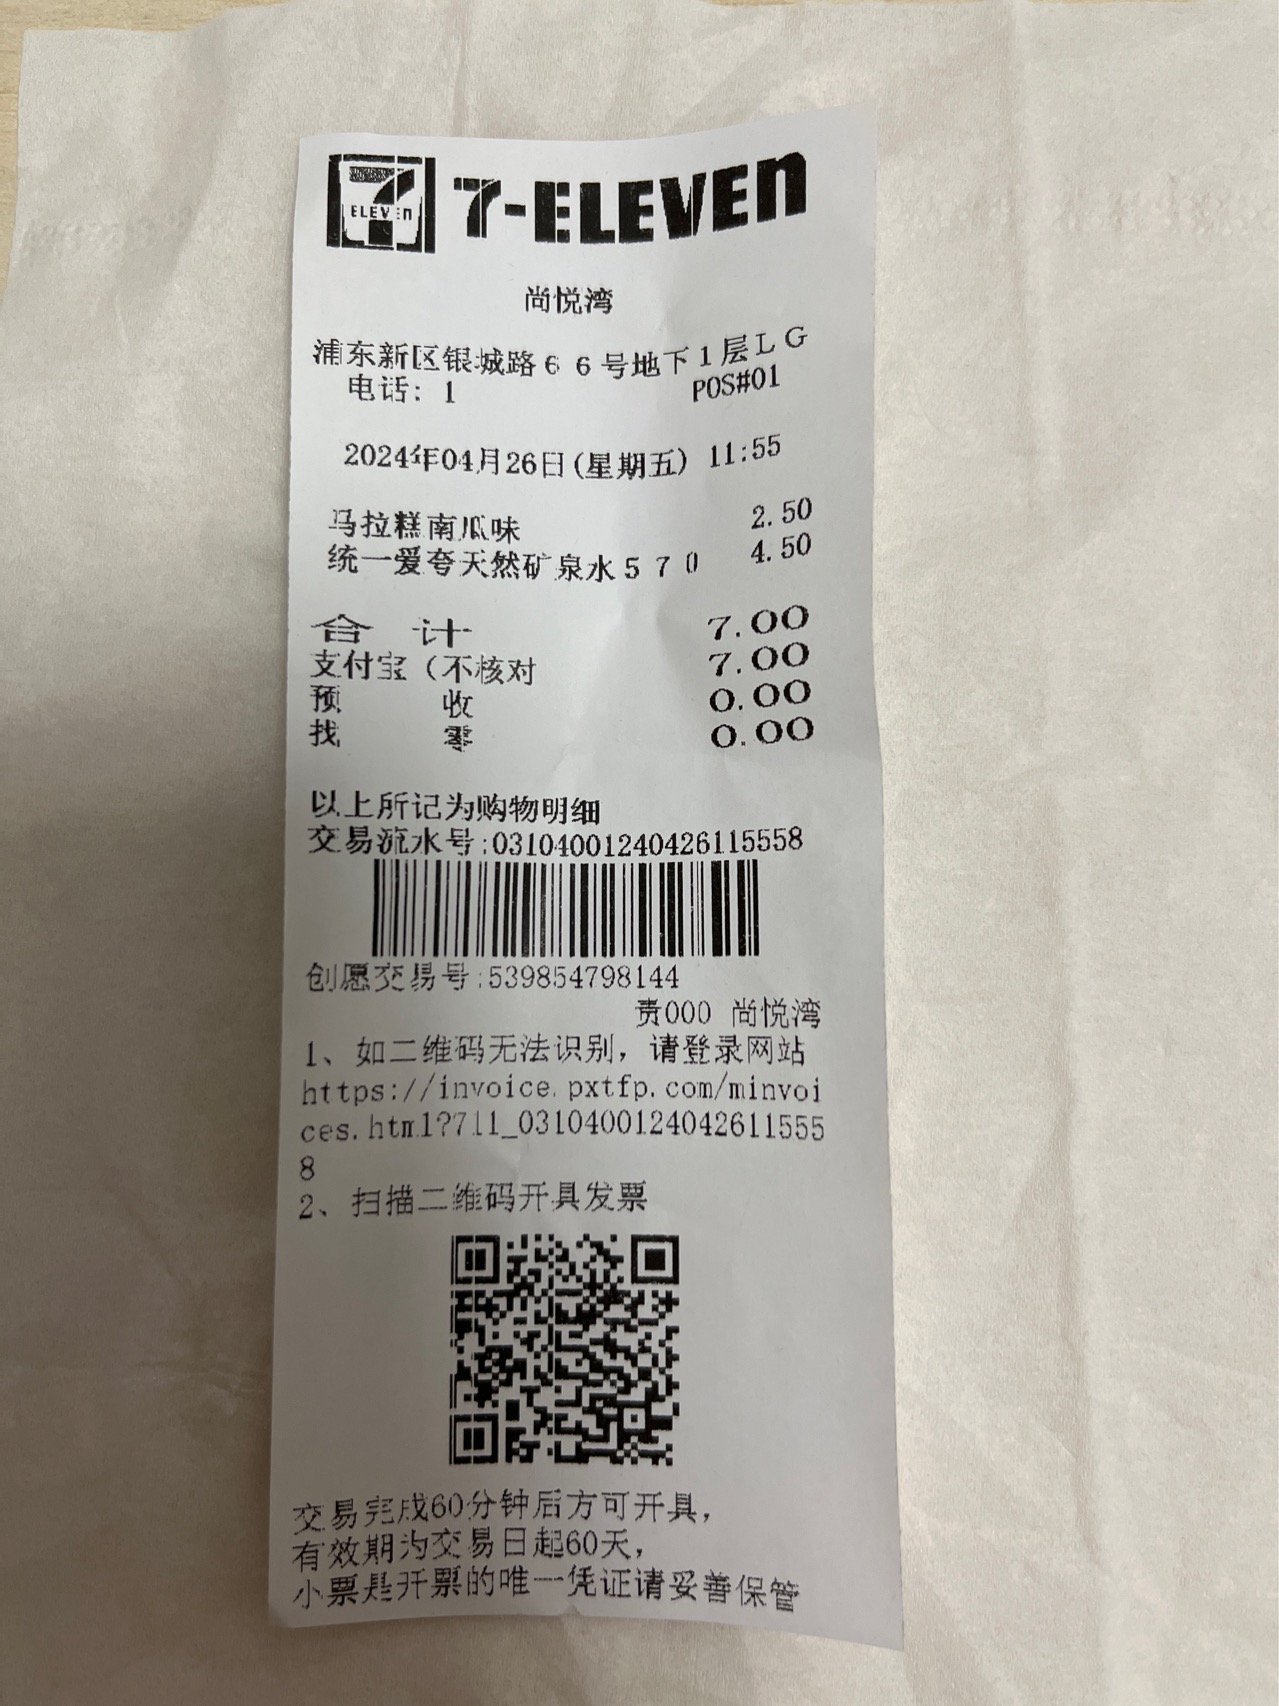 7
ELEVEn
7-ELEVEn
尚悦湾
浦东新区银城路66号地下1层LG
电话: 1 POS#01
2024年04月26日(星期五) 11:55
马拉糕南瓜味 2.50
统一爱夸天然矿泉水570 4.50
合 计 7.00
支付宝(不核对 7.00
预 收 0.00
找 零 0.00
以上所记为购物明细
交易流水号:03104001240426115558
创愿交易号:539854798144
责000 尚悦湾
1、如二维码无法识别，请登录网站
https://invoice.pxtfp.com/minvoi
ces.html?711_0310400124042611555
8
2、扫描二维码开具发票
交易完成60分钟后方可开具，
有效期为交易日起60天，
小票是开票的唯一凭证请妥善保管